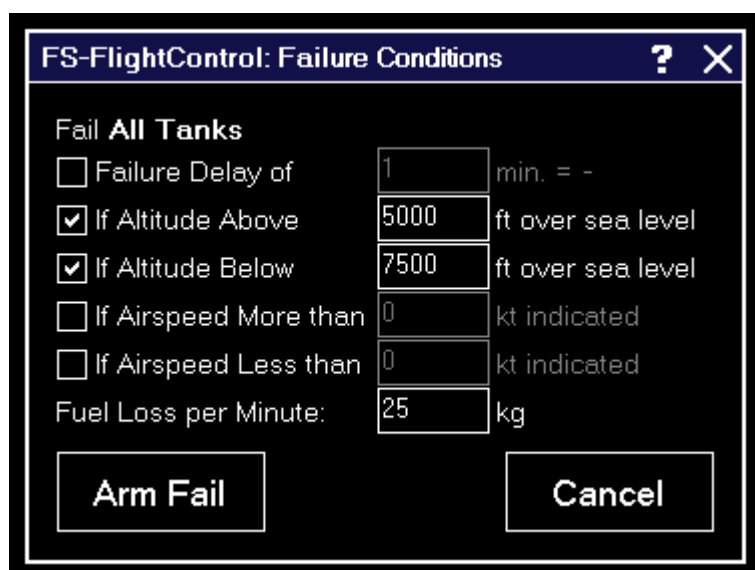 FS-FlightControl: Failure Conditions ? X
Fail All Tanks
Failure Delay of 1 min. = -
If Altitude Above 5000 ft over sea level
If Altitude Below 7500 ft over sea level
If Airspeed More than 0 kt indicated
If Airspeed Less than 0 kt indicated
Fuel Loss per Minute: 25 kg
Arm Fail Cancel